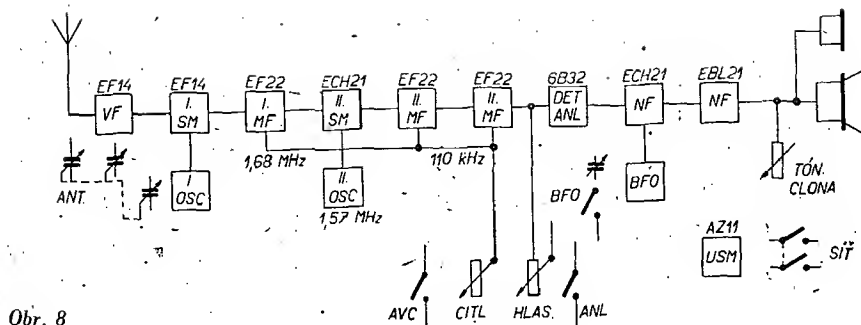 EF14 EF14 EF22 ECH21 EF22 EF22 6B32 ECH21 EBL21
VF
I. SM
I. MF
II. SM
II. MF
II. MF
DET ANL
NF
NF
1,68 MHz
110 kHz
ANT.
I OSC
II. OSC
1,57 MHz
BFO
BFO
TÓN. CLONA
AZ11
USM
SÍŤ
AVC
CITL
HLAS.
ANL
Obr. 8